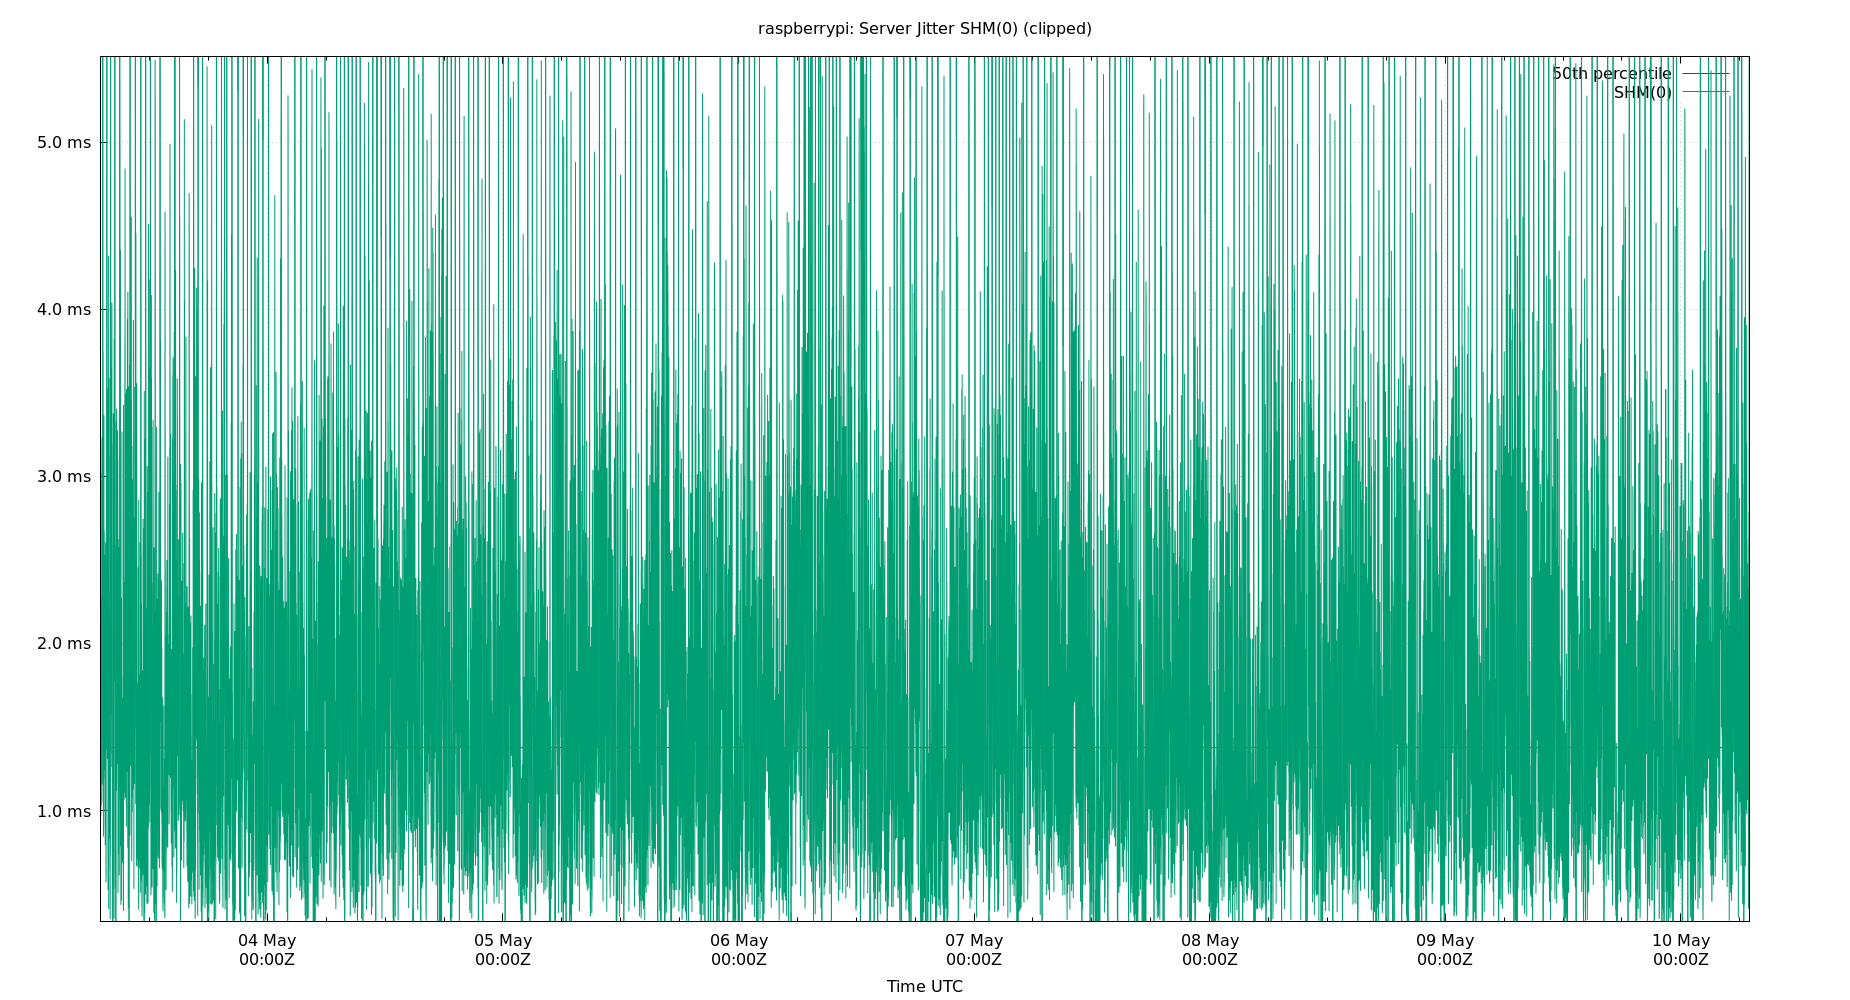 raspberrypi: Server Jitter SHM(0) (clipped)
50th percentile
SHM(0)
5.0 ms
4.0 ms
3.0 ms
2.0 ms
1.0 ms
04 May 05 May 06 May 07 May 08 May 09 May 10 May
00:00Z 00:00Z 00:00Z 00:00Z 00:00Z 00:00Z 00:00Z
Time UTC